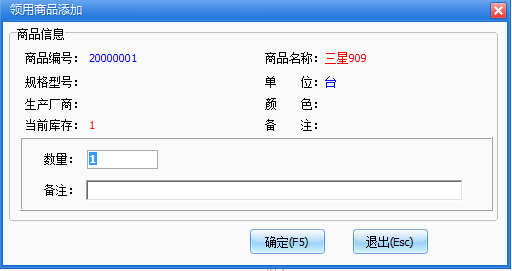 领用商品添加
商品信息
商品编号： 20000001 商品名称：三星909
规格型号： 单 位：台
生产厂商： 颜 色：
当前库存： 1 备 注：
数量： 1
备注：
确定(F5) 退出(Esc)